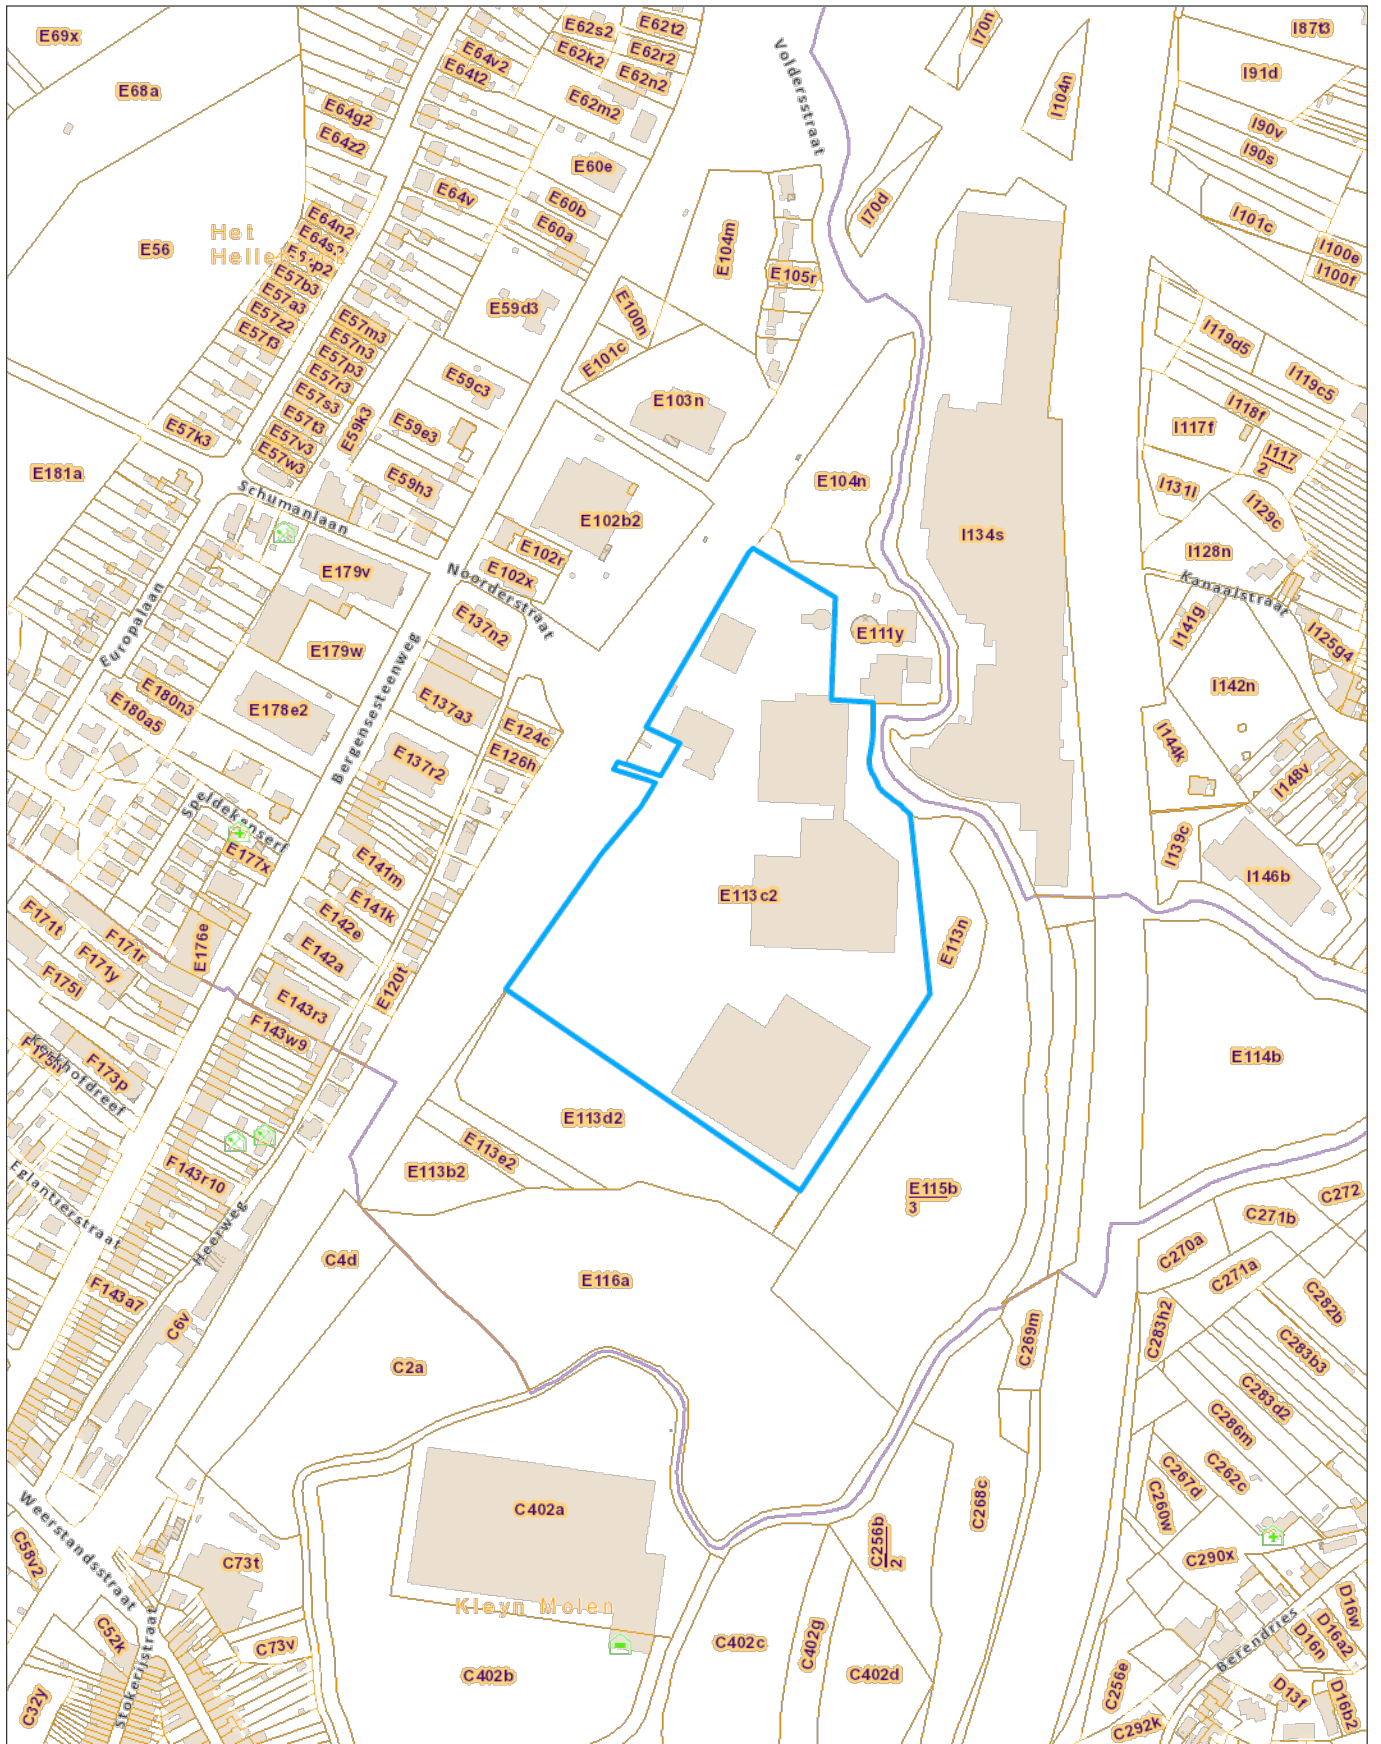 E69x
E68a
E56
Het
E64g2
E64z2
E64n2
E57b3
E57a3
E57z2
E57f3
E57k3
E181a
E64v2
E64t2
E64v
E62s2
E62k2
E62t2
E62r2
E62n2
E62m2
E60e
E60b
E60a
E59d3
E57m3
E57n3
E57p3
E57r3
E57s3
E57t3
E57v3
E57w3
E59k3
E59c3
E59e3
E59h3
Schumanlaan
Voldersstraat
E104m
E105r
E100n
E101c
E103n
E102b2
E102r
E102x
Noorderstraat
E104n
I70n
I104n
I70d
I87f3
I91d
I90v
I90s
I101c
I100e
I100f
I119d5
I119c5
I118f
I117f
I117
2
I131l
I129c
I128n
Kanaalstraat
I141g
I125g4
I142n
I144k
I148v
I139c
I146b
I134s
E111y
E179v
E179w
E178e2
Europalaan
E180n3
E180a5
Bergensesteenweg
E137n2
E137a3
E137r2
E124c
E126h
Speldekenserf
E177x
E141m
E141k
E142e
E142a
E120t
E143r3
F143w9
E176e
F171t
F171r
F171y
F175l
F173p
Kerkhofdreef
Eglantierstraat
F143r10
Heerweg
F143a7
C6v
E113c2
E113n
E113d2
E113e2
E113b2
E115b
3
E114b
E116a
C4d
C2a
C272
C271b
C270a
C271a
C282b
C283h2
C283b3
C283d2
C286m
C262c
C267d
C260w
C290x
C269m
C268c
C256b
2
C402a
Kleyn Molen
C402b
C402c
C402g
C402d
Weerstandsstraat
C58v2
C73t
C73v
C52k
C32y
Stokerijstraat
Berendries
D16w
D16a2
D16n
D13f
D16b2
C256e
C292k